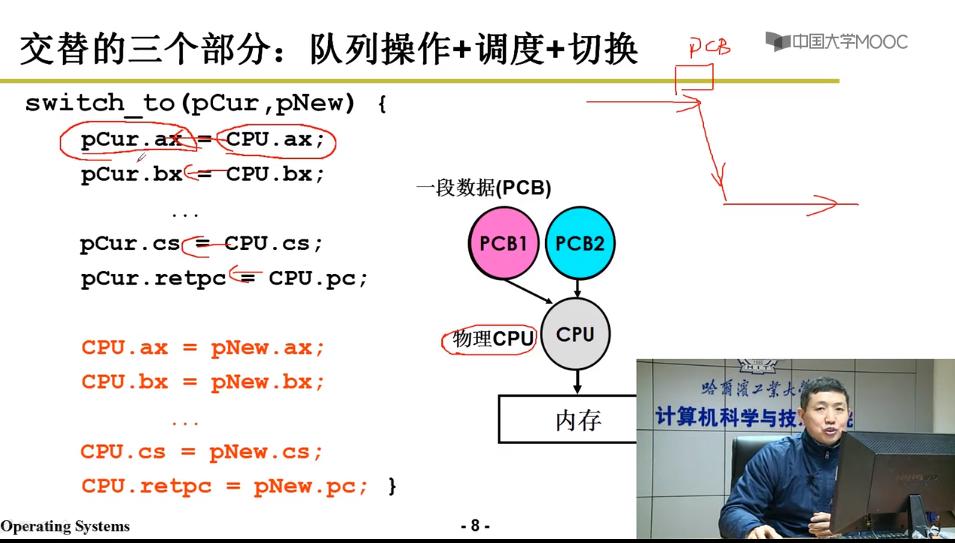 交替的三个部分：队列操作+调度+切换
PCB
中国大学MOOC
switch_to(pCur,pNew) {
pCur.ax = CPU.ax;
pCur.bx = CPU.bx;
...
pCur.cs = CPU.cs;
pCur.retpc = CPU.pc;
CPU.ax = pNew.ax;
CPU.bx = pNew.bx;
...
CPU.cs = pNew.cs;
CPU.retpc = pNew.pc; }
一段数据(PCB)
PCB1
PCB2
物理CPU
CPU
内存
哈尔滨工业大学
计算机科学与技
院
Operating Systems
- 8 -